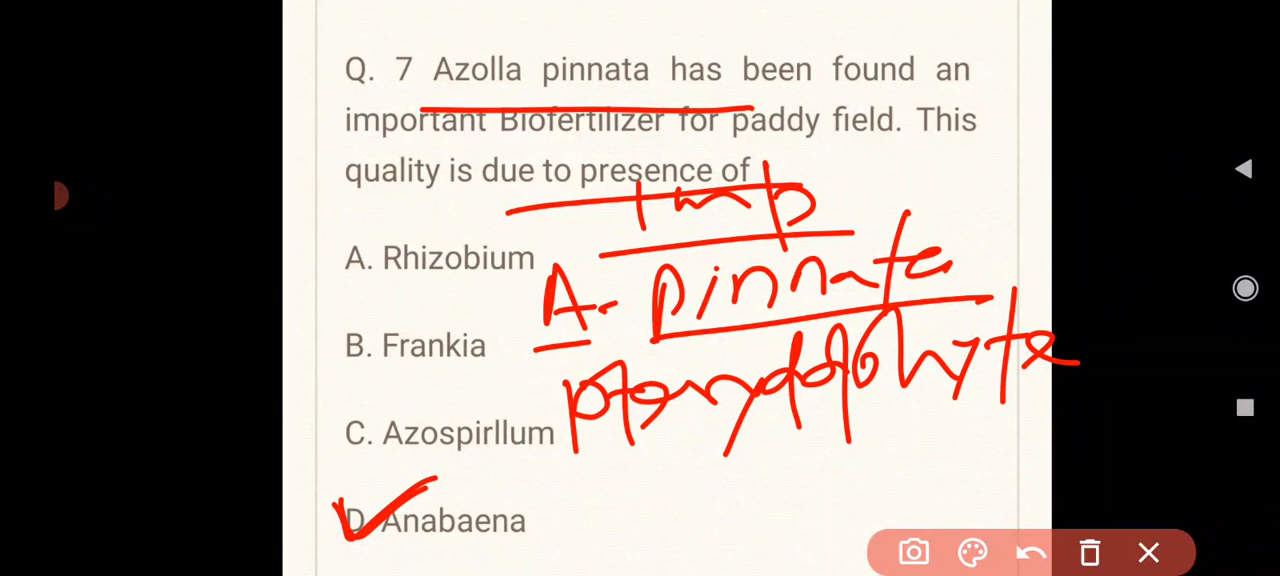 Q. 7 Azolla pinnata has been found an
important Biofertilizer for paddy field. This
quality is due to presence of
Imp
A. Rhizobium
A. pinnata
B. Frankia
pterydophyte
C. Azospirllum
D. Anabaena